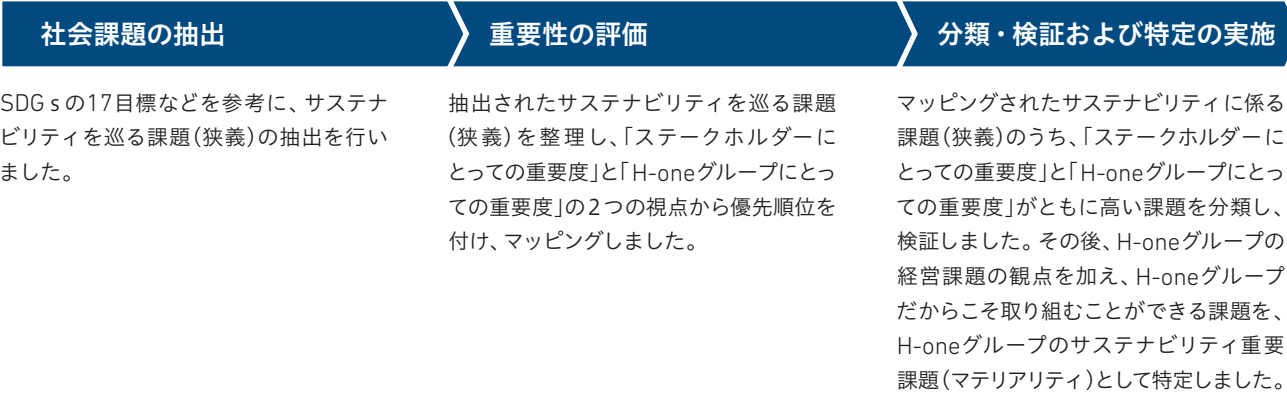 社会課題の抽出
SDGｓの17目標などを参考に、サステナ
ビリティを巡る課題（狭義）の抽出を行い
ました。
重要性の評価
抽出されたサステナビリティを巡る課題
（狭義）を整理し、「ステークホルダーに
とっての重要度」と「H-oneグループにとっ
ての重要度」の2つの視点から優先順位を
付け、マッピングしました。
分類・検証および特定の実施
マッピングされたサステナビリティに係る
課題（狭義）のうち、「ステークホルダーに
とっての重要度」と「H-oneグループにとっ
ての重要度」がともに高い課題を分類し、
検証しました。その後、H-oneグループの
経営課題の観点を加え、H-oneグループ
だからこそ取り組むことができる課題を、
H-oneグループのサステナビリティ重要
課題（マテリアリティ）として特定しました。